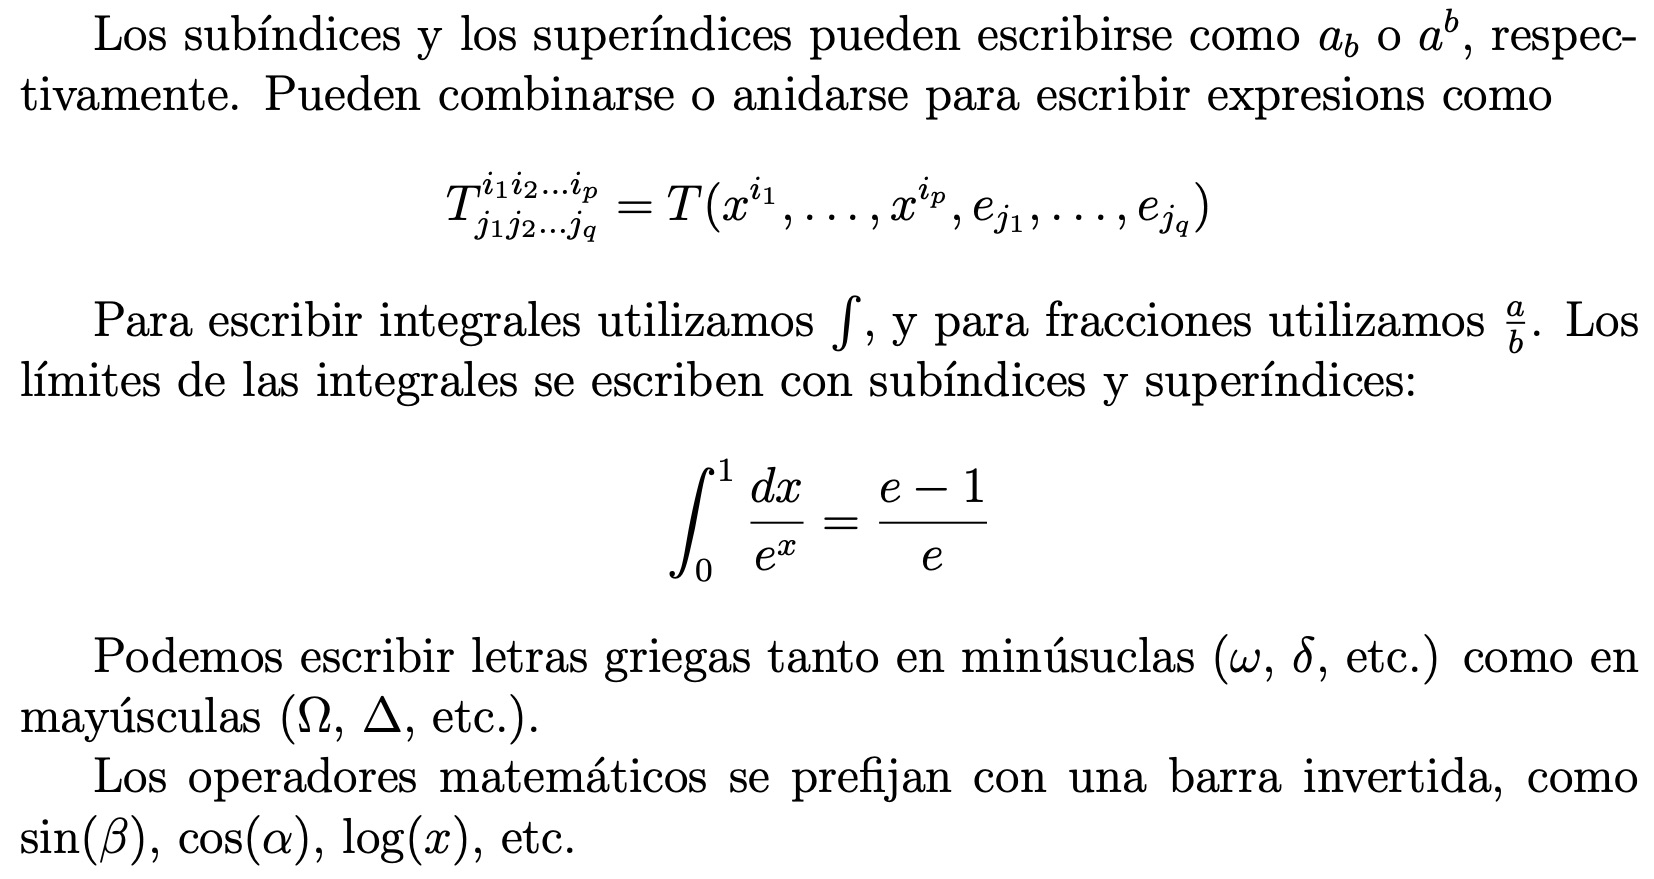 Los subíndices y los superíndices pueden escribirse como $a_b$ o $a^b$, respec-
tivamente. Pueden combinarse o anidarse para escribir expresions como
$T^{i_1 i_2 \dots i_p}_{j_1 j_2 \dots j_q} = T(x^{i_1}, \dots, x^{i_p}, e_{j_1}, \dots, e_{j_q})$
Para escribir integrales utilizamos $\int$, y para fracciones utilizamos $\frac{a}{b}$. Los
límites de las integrales se escriben con subíndices y superíndices:
$\int_0^1 \frac{dx}{e^x} = \frac{e-1}{e}$
Podemos escribir letras griegas tanto en minúsuclas ($\omega$, $\delta$, etc.) como en
mayúsculas ($\Omega$, $\Delta$, etc.).
Los operadores matemáticos se prefijan con una barra invertida, como
$\sin(\beta)$, $\cos(\alpha)$, $\log(x)$, etc.